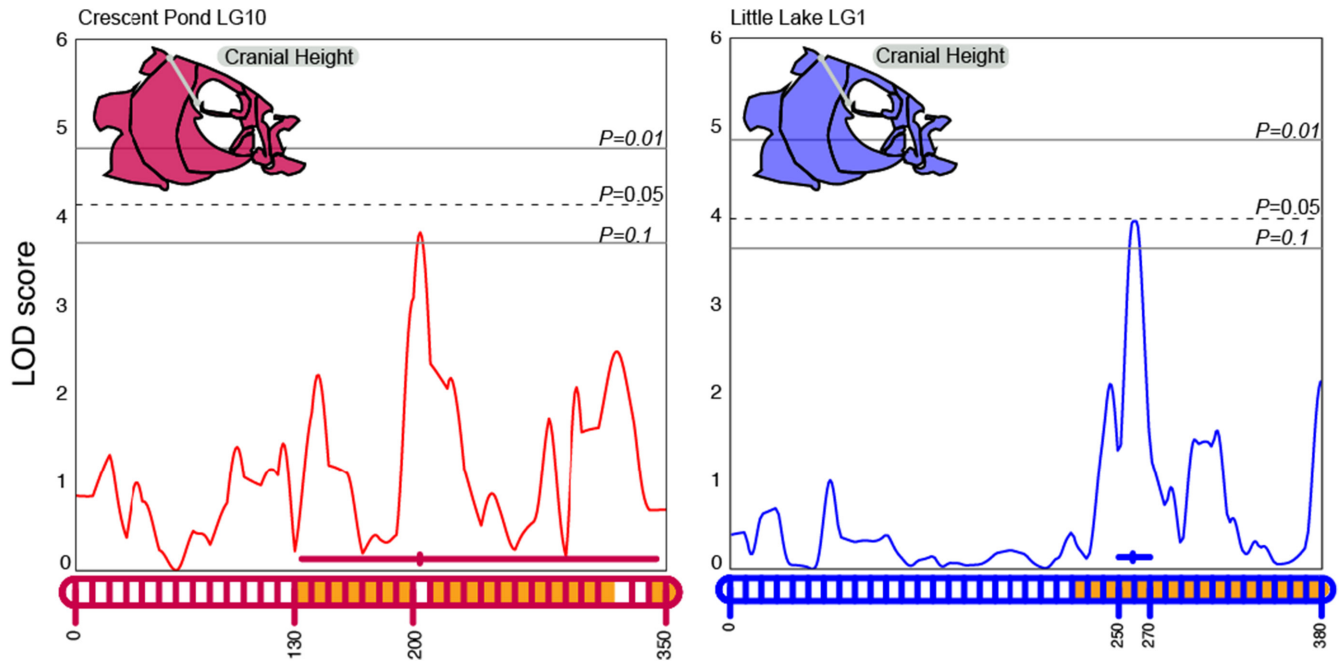 Crescent Pond LG10
6
Cranial Height
5
P=0.01
P=0.05
4
P=0.1
3
LOD score
2
1
0
0
130
200
350
Little Lake LG1
6
Cranial Height
5
P=0.01
P=0.05
4
P=0.1
3
2
1
0
0
250
270
380